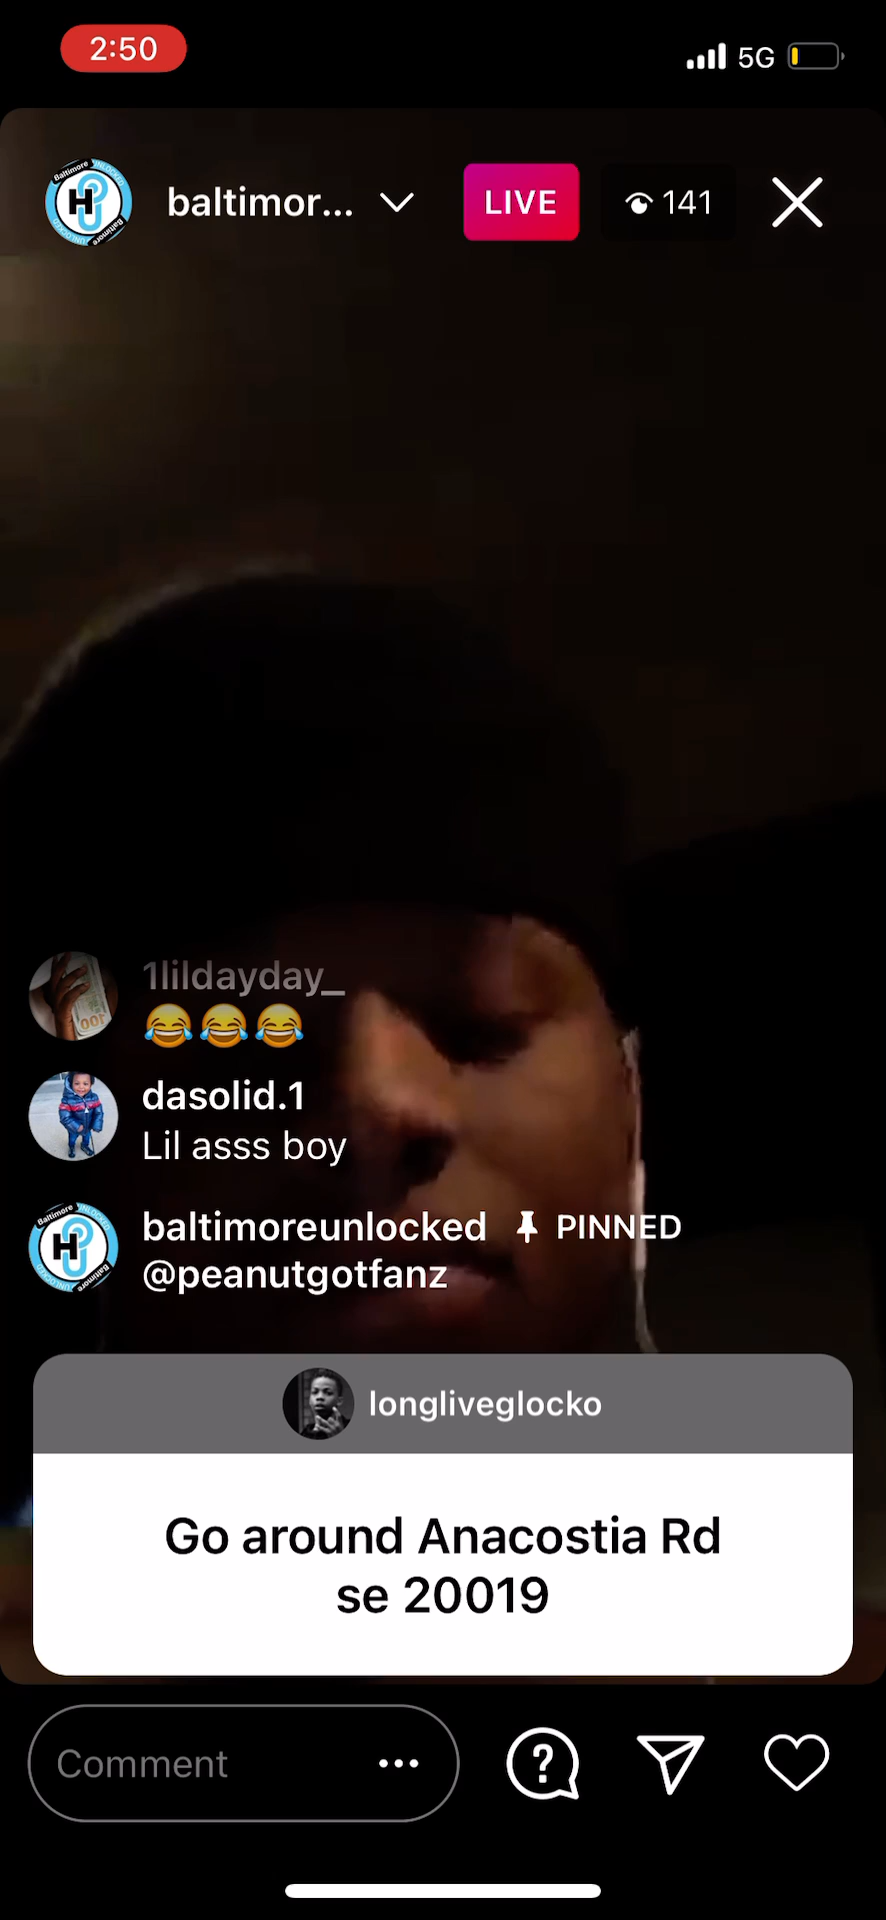 2:50
5G
baltimor...
LIVE
141
1lildayday_
😂😂😂
dasolid.1
Lil asss boy
baltimoreunlocked PINNED
@peanutgotfanz
longliveglocko
Go around Anacostia Rd
se 20019
Comment